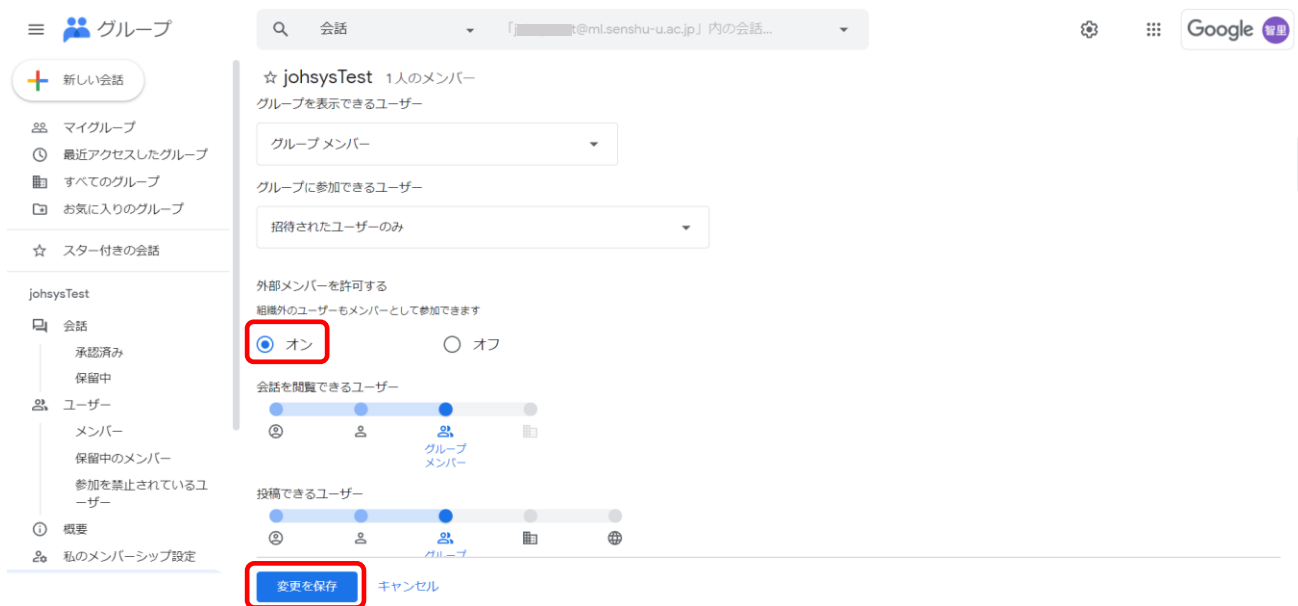 グループ
会話
「j t@ml.senshu-u.ac.jp」内の会話...
Google 智里
新しい会話
マイグループ
最近アクセスしたグループ
すべてのグループ
お気に入りのグループ
スター付きの会話
johsysTest
会話
承認済み
保留中
ユーザー
メンバー
保留中のメンバー
参加を禁止されているユ
ーザー
概要
私のメンバーシップ設定
johsysTest 1人のメンバー
グループを表示できるユーザー
グループ メンバー
グループに参加できるユーザー
招待されたユーザーのみ
外部メンバーを許可する
組織外のユーザーもメンバーとして参加できます
オン オフ
会話を閲覧できるユーザー
グループ
メンバー
投稿できるユーザー
グループ
変更を保存 キャンセル